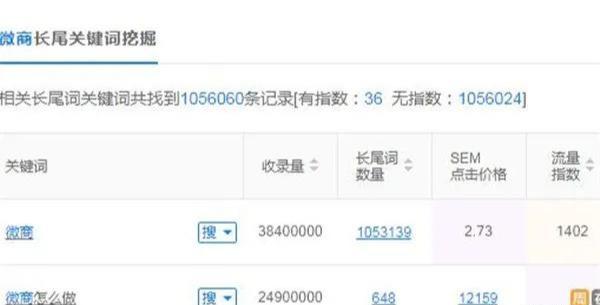 微商长尾关键词挖掘
相关长尾词关键词共找到1056060条记录[有指数：36 无指数：1056024]
关键词 收录量 长尾词数量 SEM点击价格 流量指数
微商 搜 38400000 1053139 2.73 1402
微商怎么做 搜 24900000 648 12159